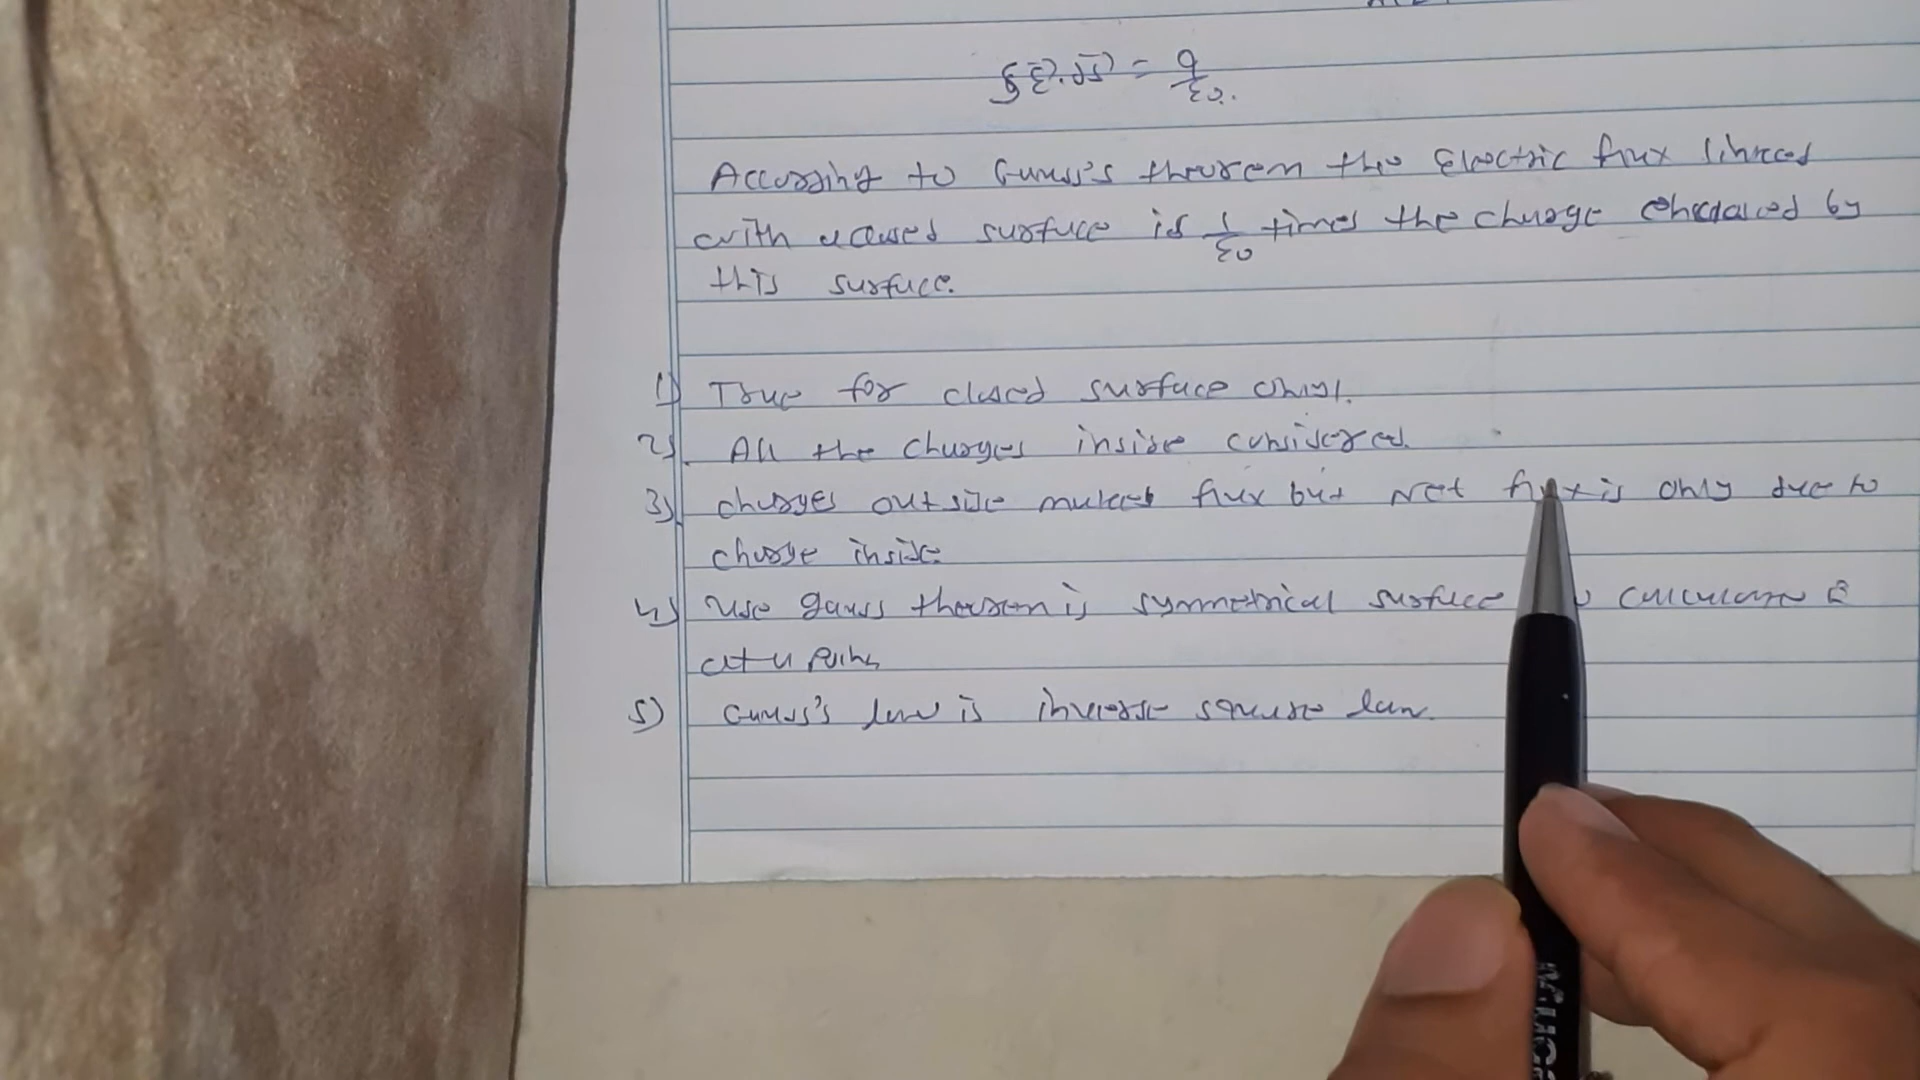 ∮E⃗.dS⃗ = q/ε0.
According to Gauss's theorem the Electric flux linked
with a closed surface is 1/ε0 times the charge enclosed by
this surface.
1) True for closed surface only.
2) All the charges inside considered.
3) charges outside flux but Net flux is only due to
charge inside.
4) use gauss theorem is symmetrical surface calculate E
at a point
5) Gauss's law is inverse square law.